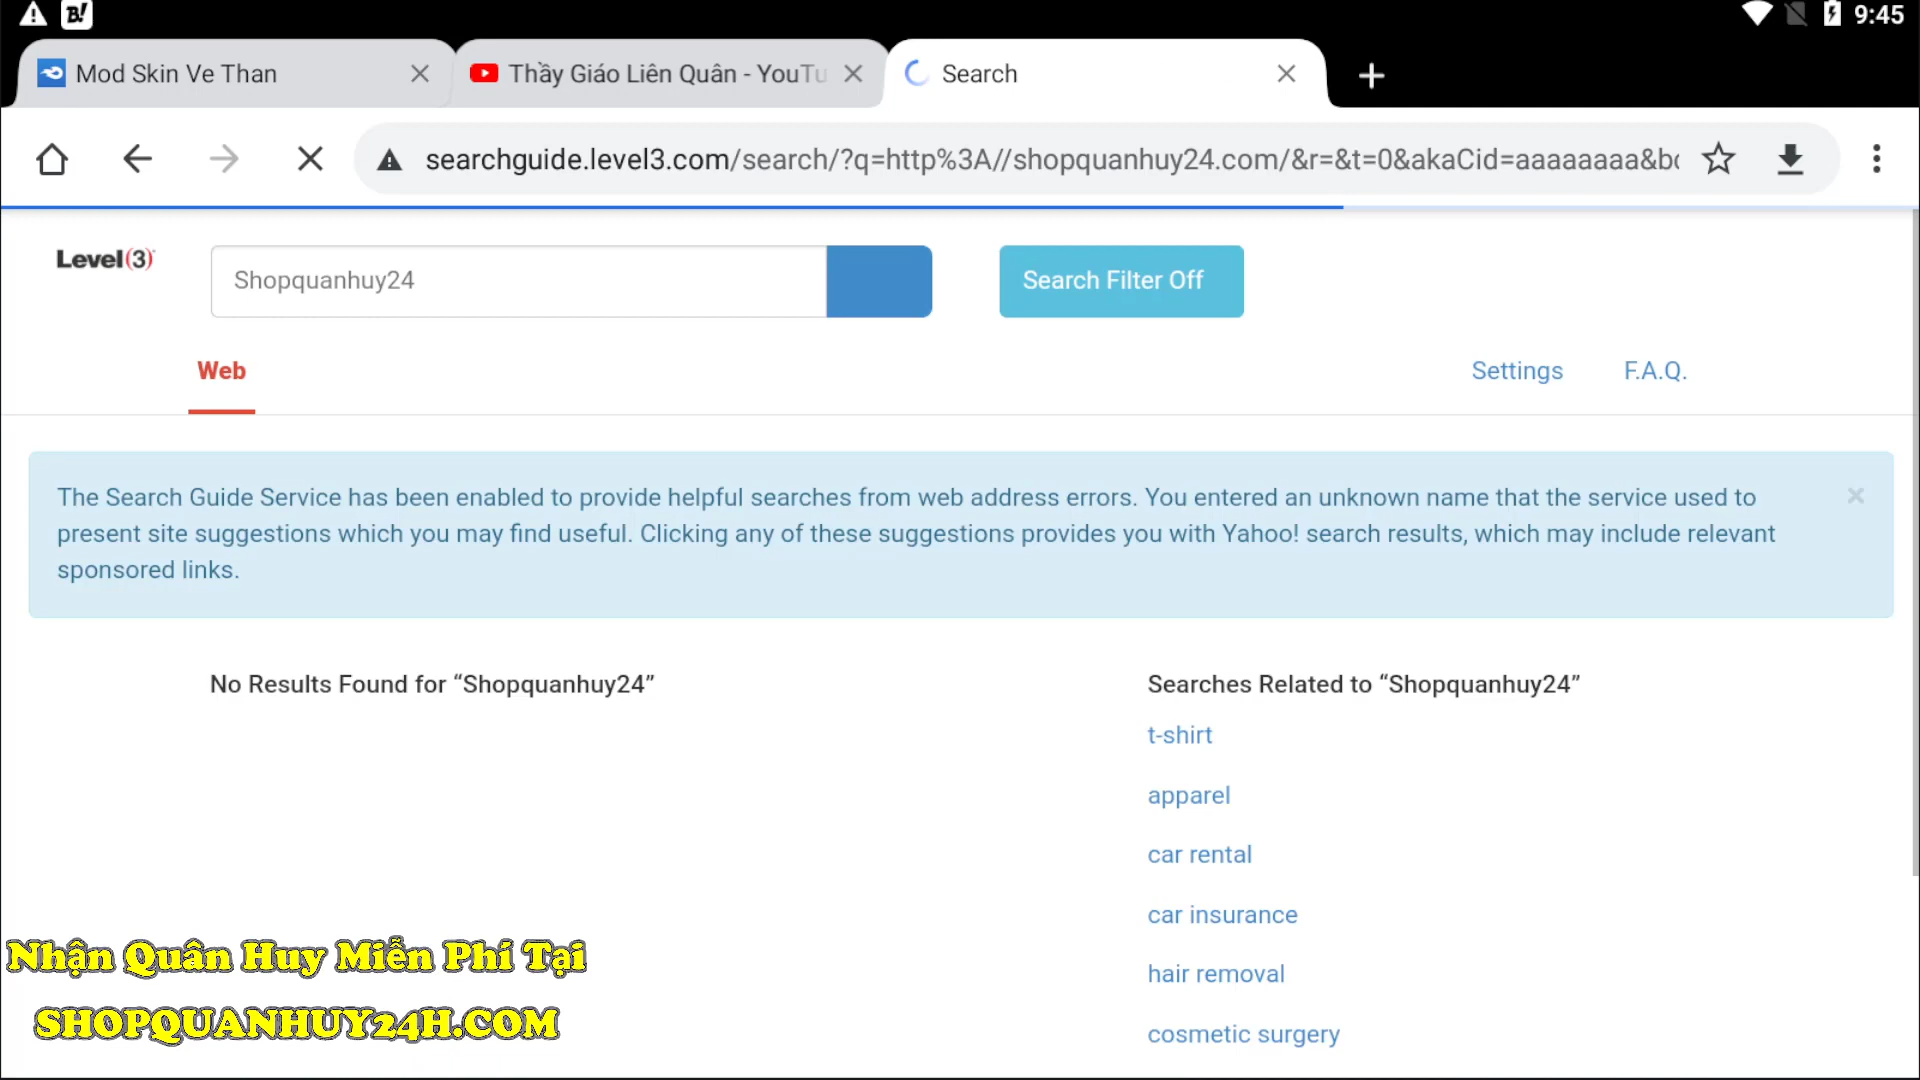 9:45
Mod Skin Ve Than
Thầy Giáo Liên Quân - YouTu
Search
searchguide.level3.com/search/?q=http%3A//shopquanhuy24.com/&r=&t=0&akaCid=aaaaaaaa&bc
Level(3)
Shopquanhuy24
Search Filter Off
Web
Settings
F.A.Q.
The Search Guide Service has been enabled to provide helpful searches from web address errors. You entered an unknown name that the service used to
present site suggestions which you may find useful. Clicking any of these suggestions provides you with Yahoo! search results, which may include relevant
sponsored links.
No Results Found for “Shopquanhuy24”
Searches Related to “Shopquanhuy24”
t-shirt
apparel
car rental
car insurance
hair removal
cosmetic surgery
Nhận Quân Huy Miễn Phí Tại
SHOPQUANHUY24H.COM